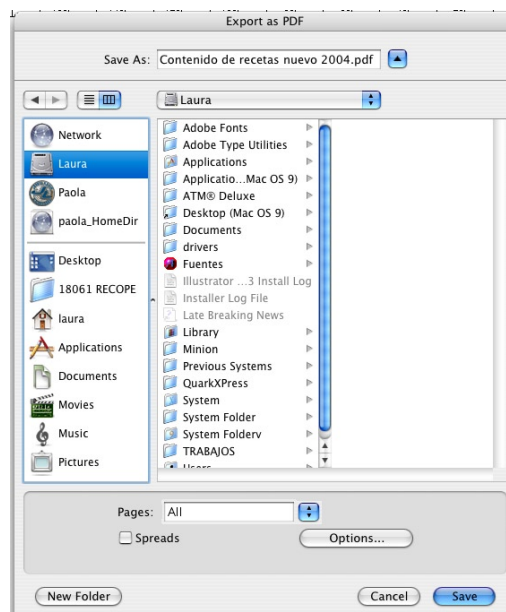 Export as PDF
Save As: Contenido de recetas nuevo 2004.pdf
Laura
Network
Laura
Paola
paola_HomeDir
Desktop
18061 RECOPE
laura
Applications
Documents
Movies
Music
Pictures
Adobe Fonts
Adobe Type Utilities
Applications
Applicatio...Mac OS 9)
ATM® Deluxe
Desktop (Mac OS 9)
Documents
drivers
Fuentes
Illustrator ...3 Install Log
Installer Log File
Late Breaking News
Library
Minion
Previous Systems
QuarkXPress
System
System Folder
System Folderv
TRABAJOS
Users
Pages: All
Spreads
Options...
New Folder
Cancel
Save